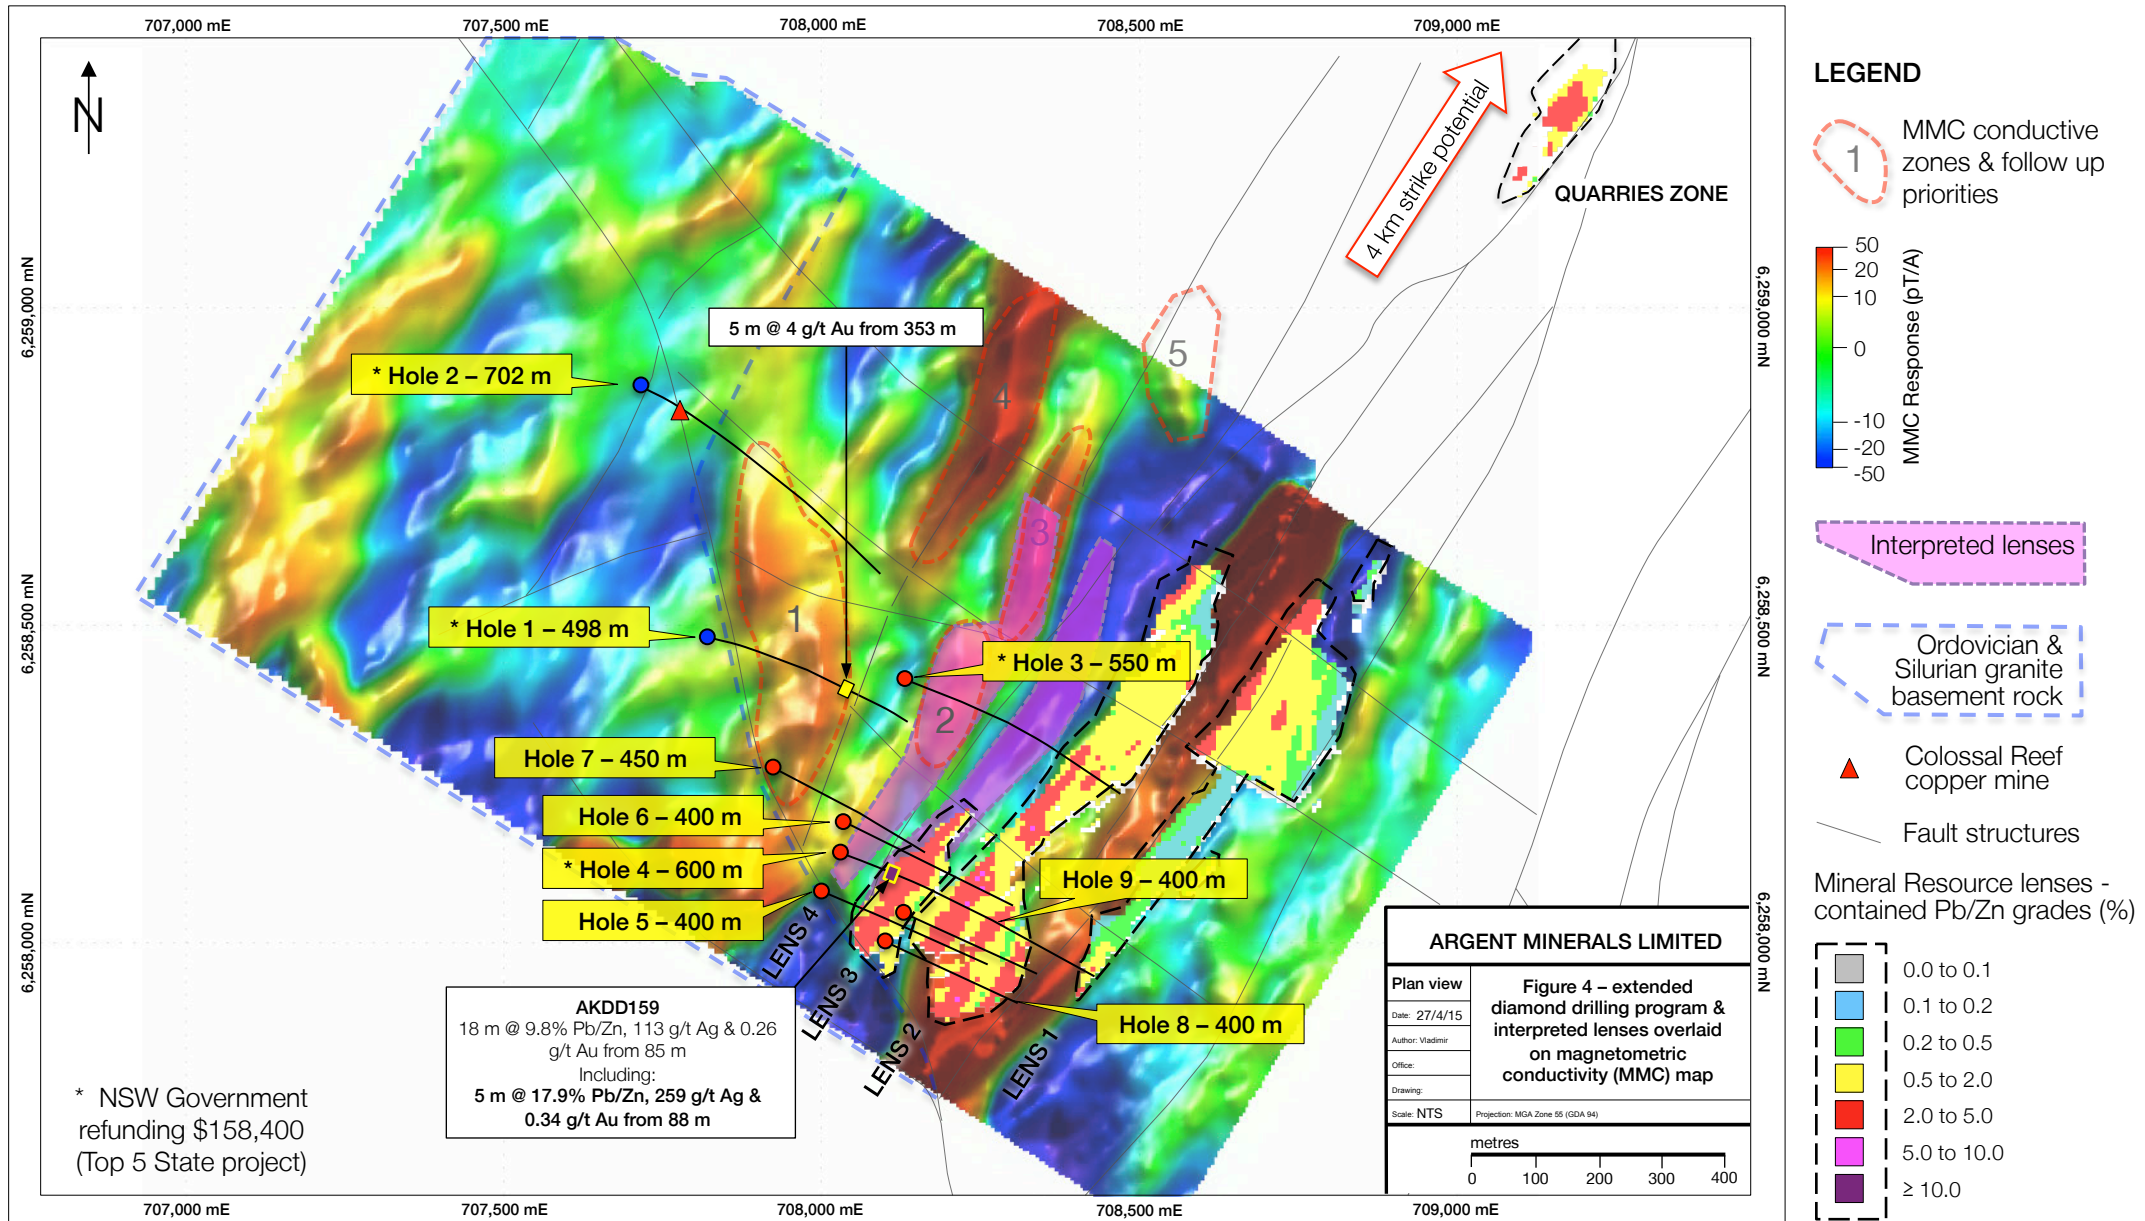 707,000 mE
707,500 mE
708,000 mE
708,500 mE
709,000 mE
N
4 km strike potential
QUARRIES ZONE
6,259,000 mN
6,259,000 mN
5 m @ 4 g/t Au from 353 m
5
* Hole 2 – 702 m
4
3
6,258,500 mN
6,258,500 mN
1
* Hole 1 – 498 m
* Hole 3 – 550 m
2
Hole 7 – 450 m
Hole 6 – 400 m
* Hole 4 – 600 m
Hole 9 – 400 m
Hole 5 – 400 m
6,258,000 mN
6,258,000 mN
LENS 4
LENS 3
LENS 2
LENS 1
Hole 8 – 400 m
AKDD159
18 m @ 9.8% Pb/Zn, 113 g/t Ag & 0.26
g/t Au from 85 m
Including:
5 m @ 17.9% Pb/Zn, 259 g/t Ag &
0.34 g/t Au from 88 m
* NSW Government
refunding $158,400
(Top 5 State project)
ARGENT MINERALS LIMITED
Plan view
Date: 27/4/15
Author: Vladimir
Office:
Drawing:
Scale: NTS
Figure 4 – extended
diamond drilling program &
interpreted lenses overlaid
on magnetometric
conductivity (MMC) map
Projection: MGA Zone 55 (GDA 94)
metres
0 100 200 300 400
707,000 mE
707,500 mE
708,000 mE
708,500 mE
709,000 mE
LEGEND
1
MMC conductive
zones & follow up
priorities
50
20
10
0
-10
-20
-50
MMC Response (pT/A)
Interpreted lenses
Ordovician &
Silurian granite
basement rock
Colossal Reef
copper mine
Fault structures
Mineral Resource lenses -
contained Pb/Zn grades (%)
0.0 to 0.1
0.1 to 0.2
0.2 to 0.5
0.5 to 2.0
2.0 to 5.0
5.0 to 10.0
≥ 10.0